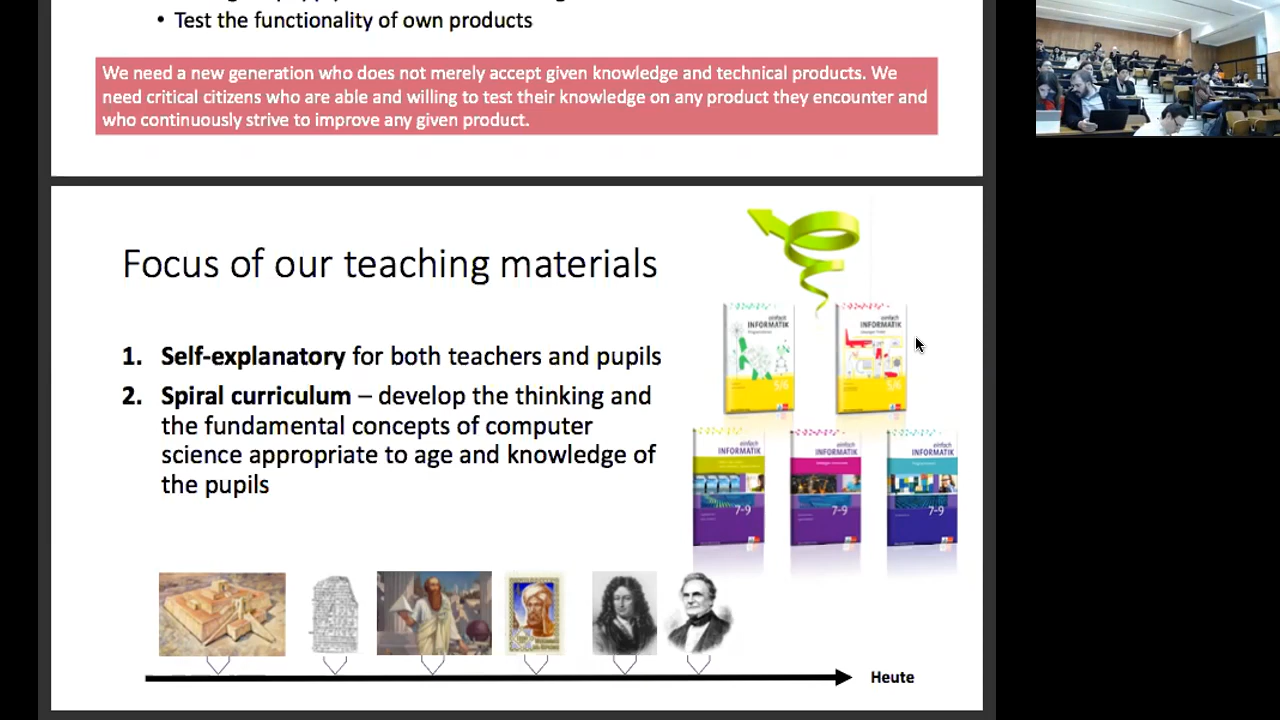 • Test the functionality of own products
We need a new generation who does not merely accept given knowledge and technical products. We
need critical citizens who are able and willing to test their knowledge on any product they encounter and
who continuously strive to improve any given product.
Focus of our teaching materials
1. Self-explanatory for both teachers and pupils
2. Spiral curriculum – develop the thinking and
the fundamental concepts of computer
science appropriate to age and knowledge of
the pupils
einfach
INFORMATIK
5/6
einfach
INFORMATIK
5/6
einfach
INFORMATIK
7-9
einfach
INFORMATIK
7-9
einfach
INFORMATIK
7-9
Heute